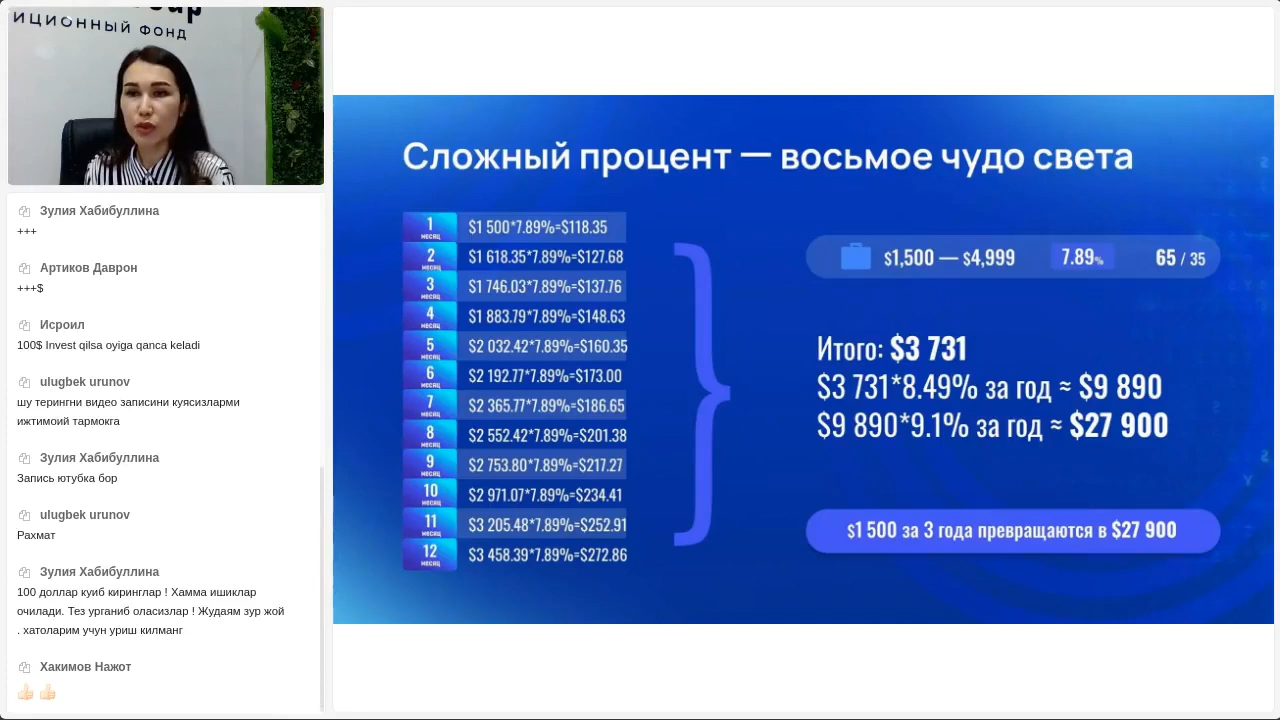 ИЦИОННЫЙ ФОНД
Зулия Хабибуллина
+++
Артиков Даврон
+++$
Исроил
100$ Invest qilsa oyiga qanca keladi
ulugbek urunov
шу терингни видео записини куясизларми
ижтимоий тармокга
Зулия Хабибуллина
Запись ютубка бор
ulugbek urunov
Рахмат
Зулия Хабибуллина
100 доллар куиб киринглар ! Хамма ишиклар
очилади. Тез урганиб оласизлар ! Жудаям зур жой
. хатоларим учун уриш килманг
Хакимов Нажот
👍🏻 👍🏻
Сложный процент — восьмое чудо света
1 месяц $1 500*7.89%=$118.35
2 месяц $1 618.35*7.89%=$127.68
3 месяц $1 746.03*7.89%=$137.76
4 месяц $1 883.79*7.89%=$148.63
5 месяц $2 032.42*7.89%=$160.35
6 месяц $2 192.77*7.89%=$173.00
7 месяц $2 365.77*7.89%=$186.65
8 месяц $2 552.42*7.89%=$201.38
9 месяц $2 753.80*7.89%=$217.27
10 месяц $2 971.07*7.89%=$234.41
11 месяц $3 205.48*7.89%=$252.91
12 месяц $3 458.39*7.89%=$272.86
$1,500 — $4,999 7.89% 65 / 35
Итого: $3 731
$3 731*8.49% за год ≈ $9 890
$9 890*9.1% за год ≈ $27 900
$1 500 за 3 года превращаются в $27 900